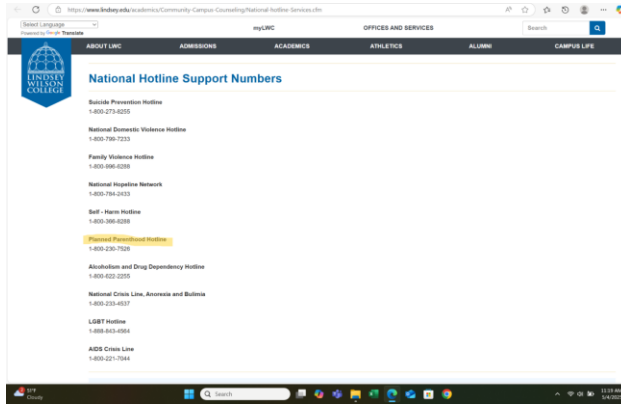 https://www.lindsey.edu/academics/Community-Campus-Counseling/National-hotline-Services.cfm
Select Language
Powered by Google Translate
myLWC
OFFICES AND SERVICES
Search
LINDSEY
WILSON
COLLEGE
ABOUT LWC
ADMISSIONS
ACADEMICS
ATHLETICS
ALUMNI
CAMPUS LIFE
National Hotline Support Numbers
Suicide Prevention Hotline
1-800-273-8255
National Domestic Violence Hotline
1-800-799-7233
Family Violence Hotline
1-800-996-6288
National Hopeline Network
1-800-784-2433
Self - Harm Hotline
1-800-366-8288
Planned Parenthood Hotline
1-800-230-7526
Alcoholism and Drug Dependency Hotline
1-800-622-2255
National Crisis Line, Anorexia and Bulimia
1-800-233-4537
LGBT Hotline
1-888-843-4564
AIDS Crisis Line
1-800-221-7044
Cloudy
Search
11:19 AM